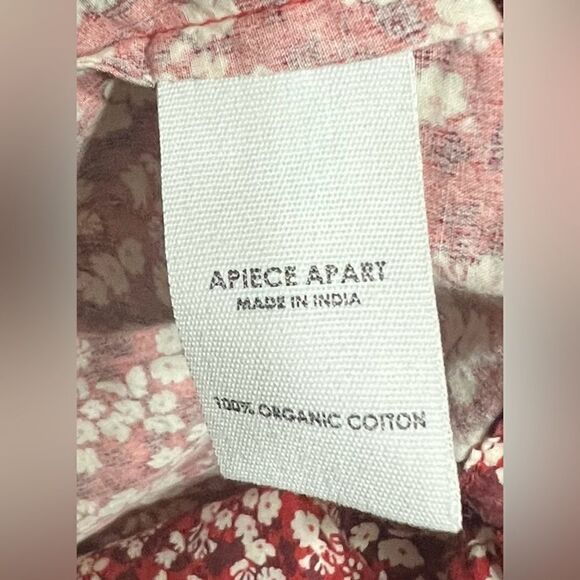 APIECE APART
MADE IN INDIA
100% ORGANIC COTTON